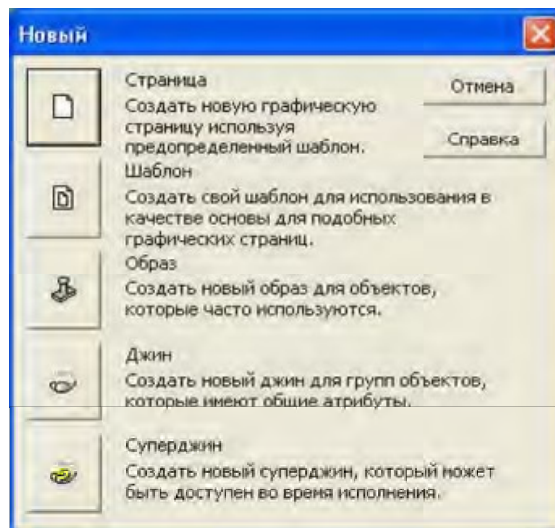 Новый
Страница
Создать новую графическую
страницу используя
предопределенный шаблон.
Отмена
Справка
Шаблон
Создать свой шаблон для использования в
качестве основы для подобных
графических страниц.
Образ
Создать новый образ для объектов,
которые часто используются.
Джин
Создать новый джин для групп объектов,
которые имеют общие атрибуты.
Суперджин
Создать новый суперджин, который может
быть доступен во время исполнения.